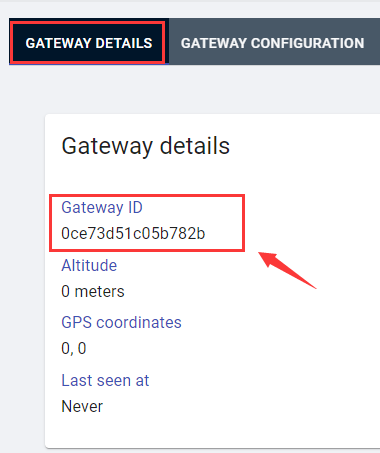 GATEWAY DETAILS GATEWAY CONFIGURATION
Gateway details
Gateway ID
0ce73d51c05b782b
Altitude
0 meters
GPS coordinates
0, 0
Last seen at
Never